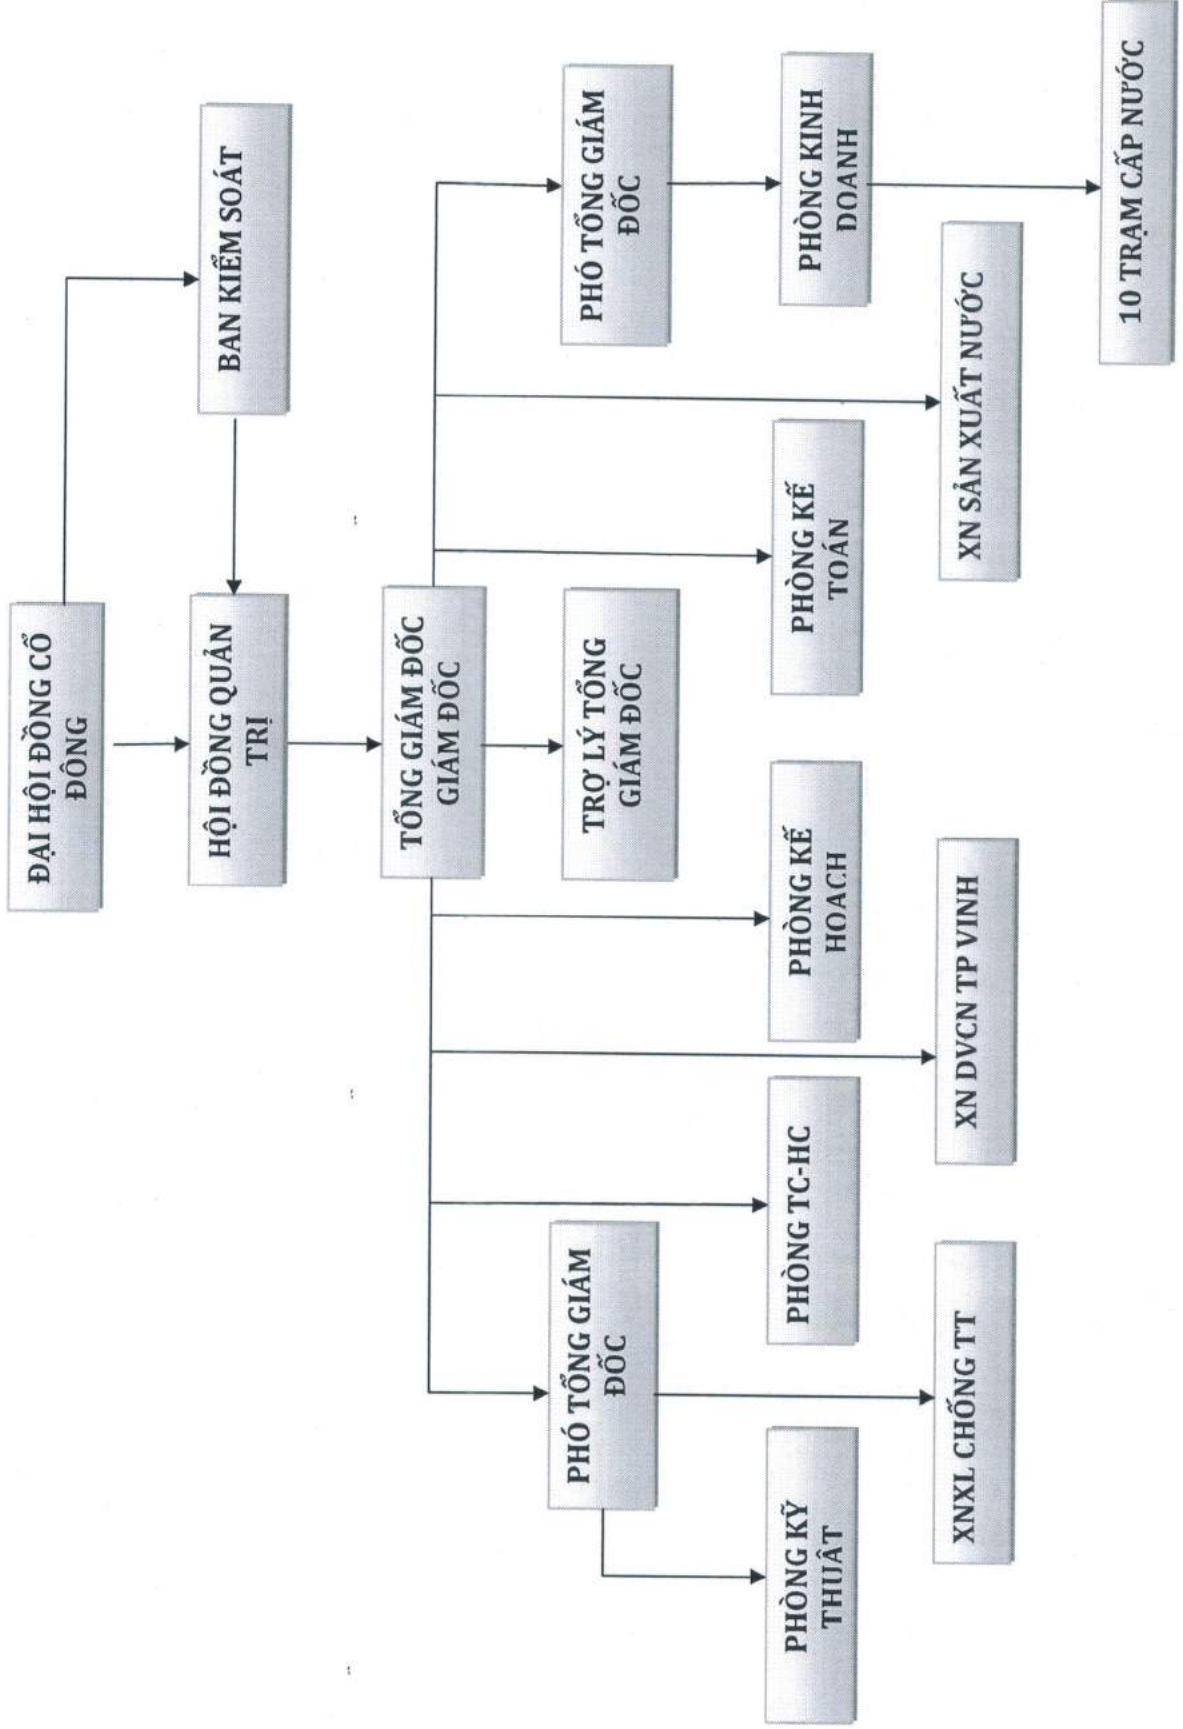 ĐẠI HỘI ĐỒNG CỔ
ĐÔNG
BAN KIỂM SOÁT
HỘI ĐỒNG QUẢN
TRỊ
TỔNG GIÁM ĐỐC
GIÁM ĐỐC
PHÓ TỔNG GIÁM
ĐỐC
TRỢ LÝ TỔNG
GIÁM ĐỐC
PHÓ TỔNG GIÁM
ĐỐC
PHÒNG KỸ
THUẬT
PHÒNG TC-HC
PHÒNG KẾ
HOẠCH
PHÒNG KẾ
TOÁN
PHÒNG KINH
DOANH
XNXL CHỐNG TT
XN DVCN TP VINH
XN SẢN XUẤT NƯỚC
10 TRẠM CẤP NƯỚC